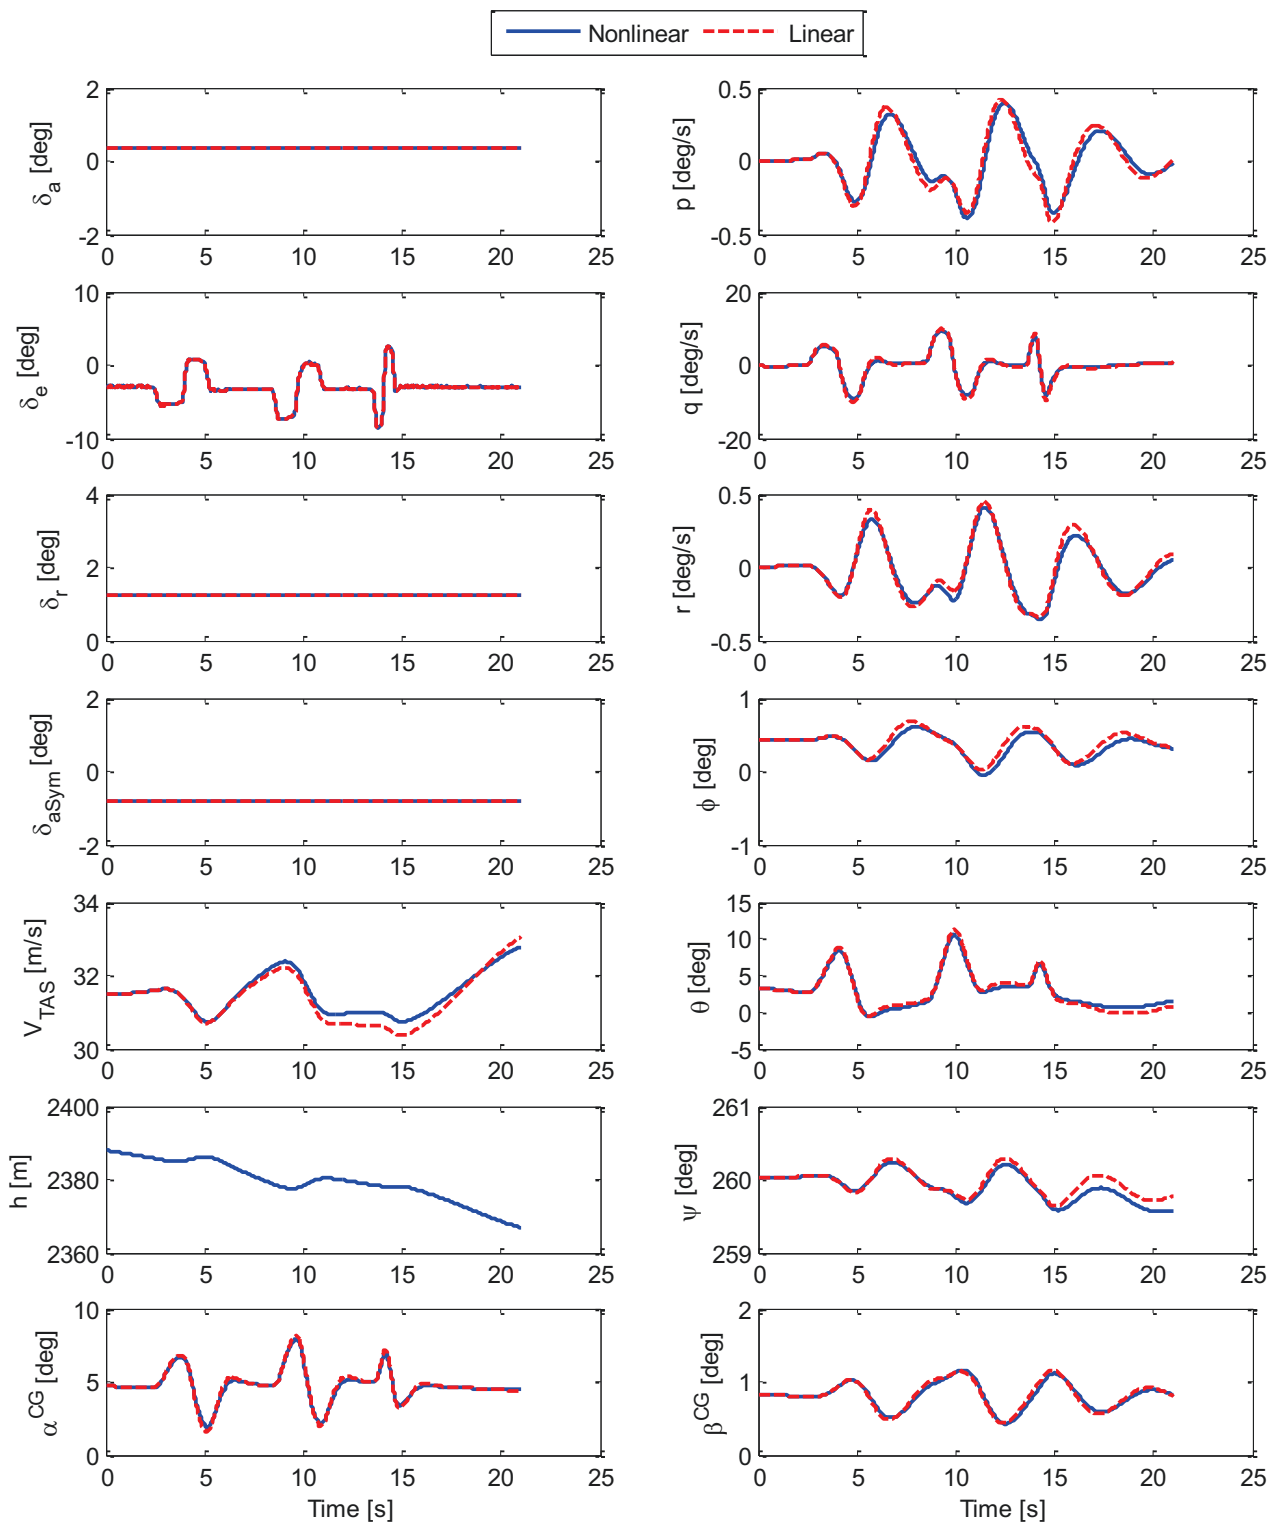 Nonlinear Linear
δa [deg]
2
0
-2
0 5 10 15 20 25
p [deg/s]
0.5
0
-0.5
0 5 10 15 20 25
δe [deg]
10
0
-10
0 5 10 15 20 25
q [deg/s]
20
0
-20
0 5 10 15 20 25
δr [deg]
4
2
0
0 5 10 15 20 25
r [deg/s]
0.5
0
-0.5
0 5 10 15 20 25
δaSym [deg]
2
0
-2
0 5 10 15 20 25
ϕ [deg]
1
0
-1
0 5 10 15 20 25
VTAS [m/s]
34
32
30
0 5 10 15 20 25
θ [deg]
15
10
5
0
-5
0 5 10 15 20 25
h [m]
2400
2380
2360
0 5 10 15 20 25
ψ [deg]
261
260
259
0 5 10 15 20 25
αCG [deg]
10
5
0
0 5 10 15 20 25
Time [s]
βCG [deg]
2
1
0
0 5 10 15 20 25
Time [s]